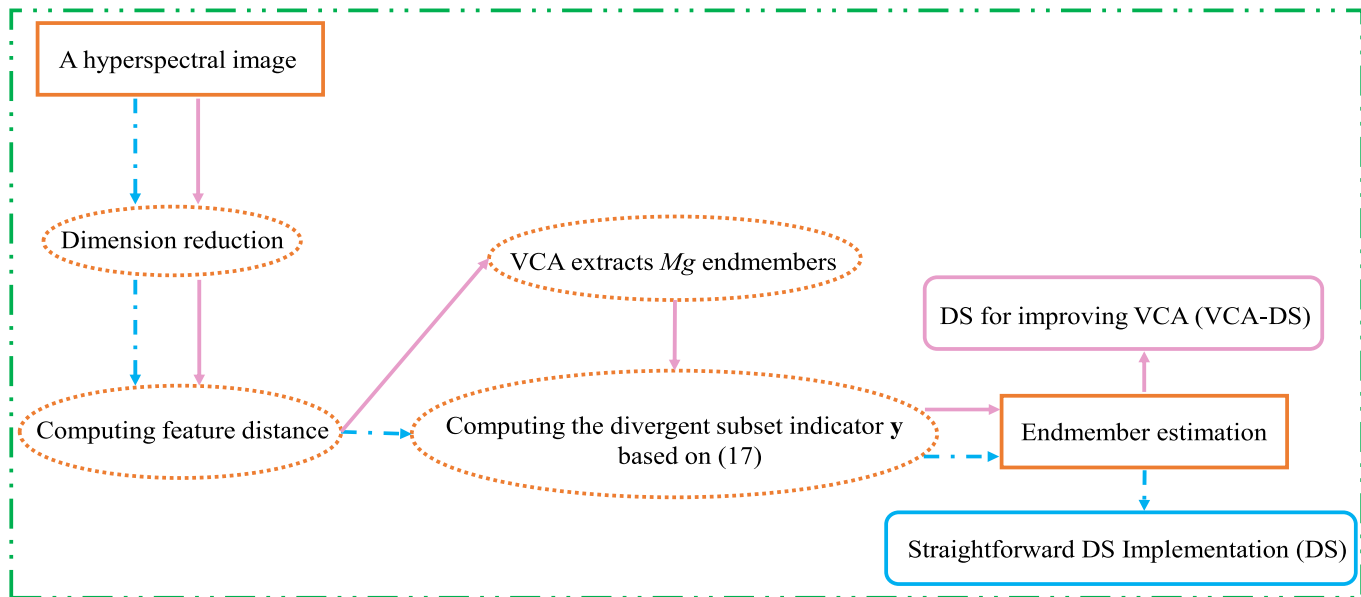 A hyperspectral image
Dimension reduction
Computing feature distance
VCA extracts Mg endmembers
Computing the divergent subset indicator y
based on (17)
DS for improving VCA (VCA-DS)
Endmember estimation
Straightforward DS Implementation (DS)